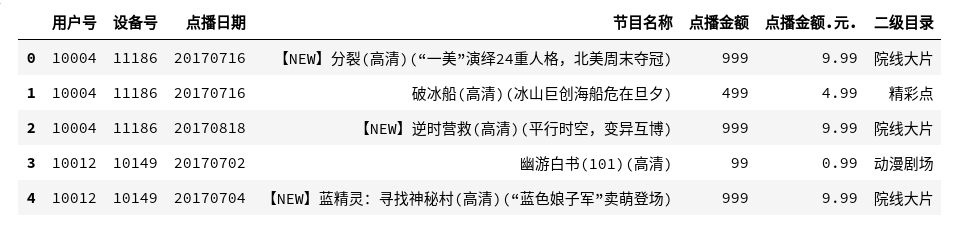 用户号 设备号 点播日期 节目名称 点播金额 点播金额.元. 二级目录
0 10004 11186 20170716 【NEW】分裂(高清)(“一美”演绎24重人格，北美周末夺冠) 999 9.99 院线大片
1 10004 11186 20170716 破冰船(高清)(冰山巨创海船危在旦夕) 499 4.99 精彩点
2 10004 11186 20170818 【NEW】逆时营救(高清)(平行时空，变异互博) 999 9.99 院线大片
3 10012 10149 20170702 幽游白书(101)(高清) 99 0.99 动漫剧场
4 10012 10149 20170704 【NEW】蓝精灵：寻找神秘村(高清)(“蓝色娘子军”卖萌登场) 999 9.99 院线大片